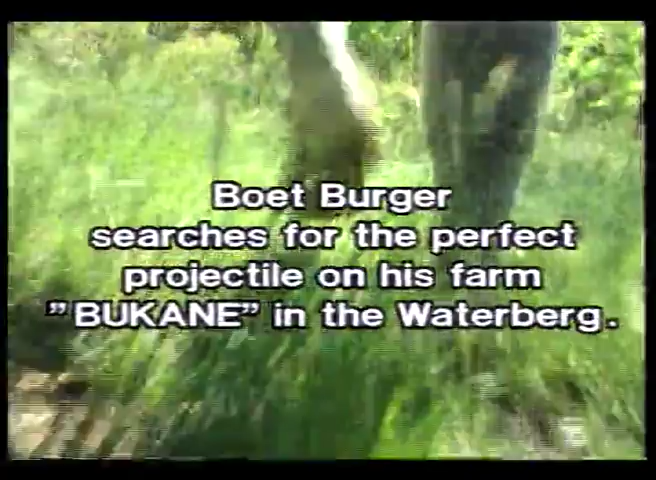 Boet Burger
searches for the perfect
projectile on his farm
"BUKANE" in the Waterberg.